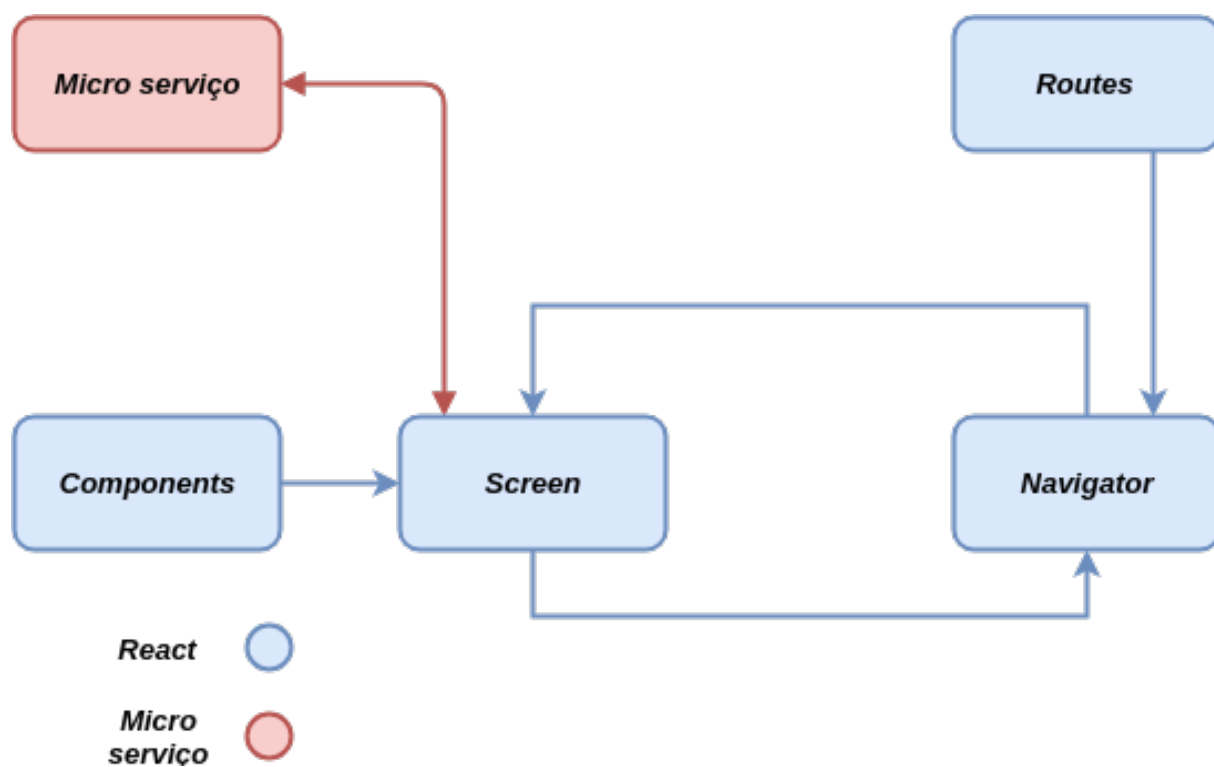 Micro serviço
Routes
Components
Screen
Navigator
React
Micro
serviço